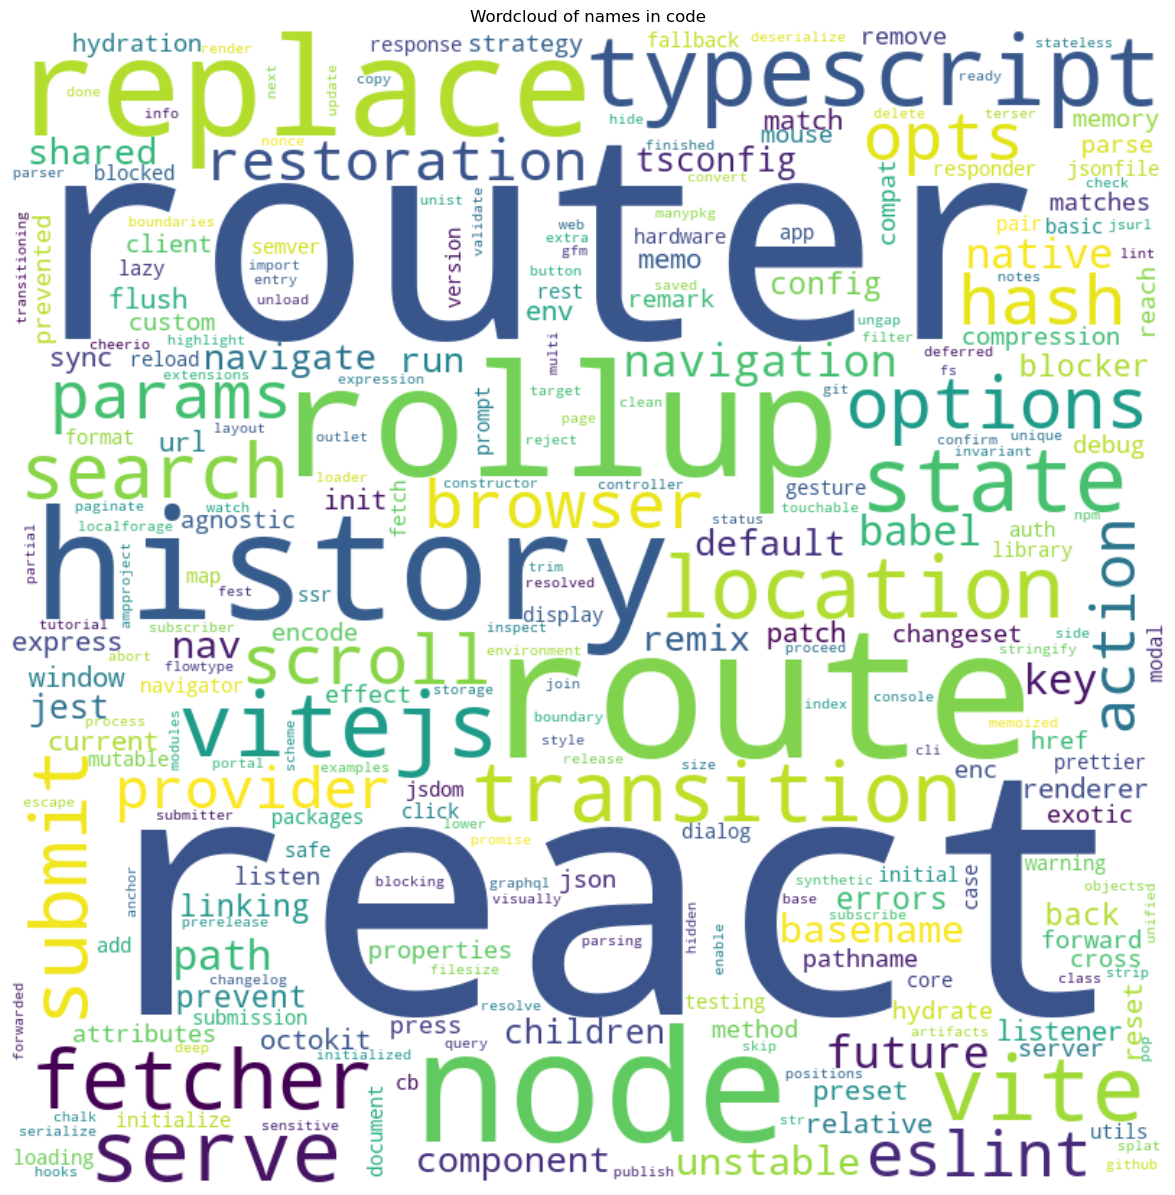 Wordcloud of names in code
hydration
render
response
strategy
fallback
deserialize
remove
stateless
replace
typescript
done
next
update
copy
info
ready
hide
match
delete
terser
memory
nonce
mouse
opts
parse
shared
restoration
finished
tsconfig
parser
blocked
convert
compat
responder
jsonfile
check
router
unist
validate
manypkg
matches
transitioning
prevented
boundaries
client
semver
version
web
extra
gfm
hardware
app
pair
basic
jsurl
native
lint
lazy
import
entry
button
memo
notes
flush
unload
rest
saved
remark
config
hash
reach
custom
env
ungap
filter
compression
cheerio
highlight
sync
reload
navigate
run
multi
navigation
deferred
fs
blocker
extensions
expression
target
git
params
rollup
prompt
page
clean
options
format
url
layout
outlet
reject
confirm
unique
invariant
debug
search
loader
init
constructor
controller
gesture
state
touchable
paginate
watch
fetch
browser
npm
localforage
agnostic
status
default
babel
auth
library
partial
history
ampproject
map
fest
ssr
trim
resolved
location
action
display
tutorial
subscriber
encode
inspect
express
nav
remix
patch
changeset
side
abort
flowtype
scroll
environment
proceed
stringify
modal
window
navigator
effect
storage
join
route
index
console
key
jest
process
vitejs
boundary
memoized
current
modules
scheme
style
href
mutable
portal
release
cli
prettier
submit
provider
examples
jsdom
transition
size
enc
renderer
escape
submitter
packages
click
lower
dialog
exotic
safe
promise
react
warning
anchor
listen
blocking
graphql
visually
json
synthetic
base
initial
case
objects
unified
linking
prerelease
subscribe
errors
back
add
path
properties
parsing
hidden
enable
basename
forward
filesize
pathname
cross
changelog
core
class
strip
prevent
resolve
testing
forwarded
submission
press
hydrate
reset
attributes
octokit
query
children
method
artifacts
listener
pop
deep
initialized
skip
future
server
fetcher
cb
node
positions
preset
vite
chalk
initialize
sensitive
document
str
relative
utils
serialize
serve
splat
loading
hooks
component
publish
unstable
eslint
github